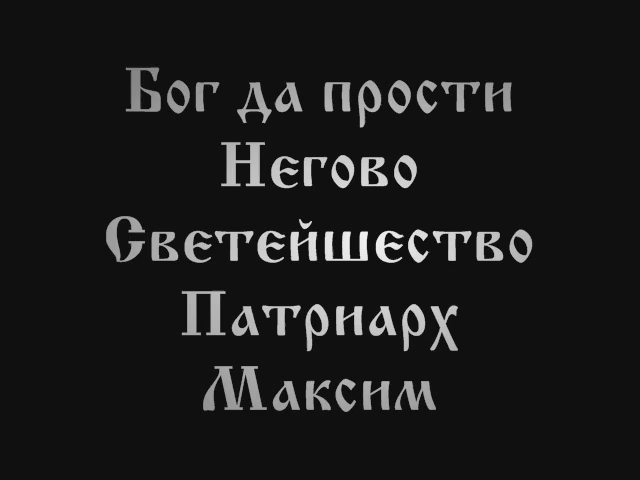 Бог да прости
Негово
Светейшество
Патриарх
Максим